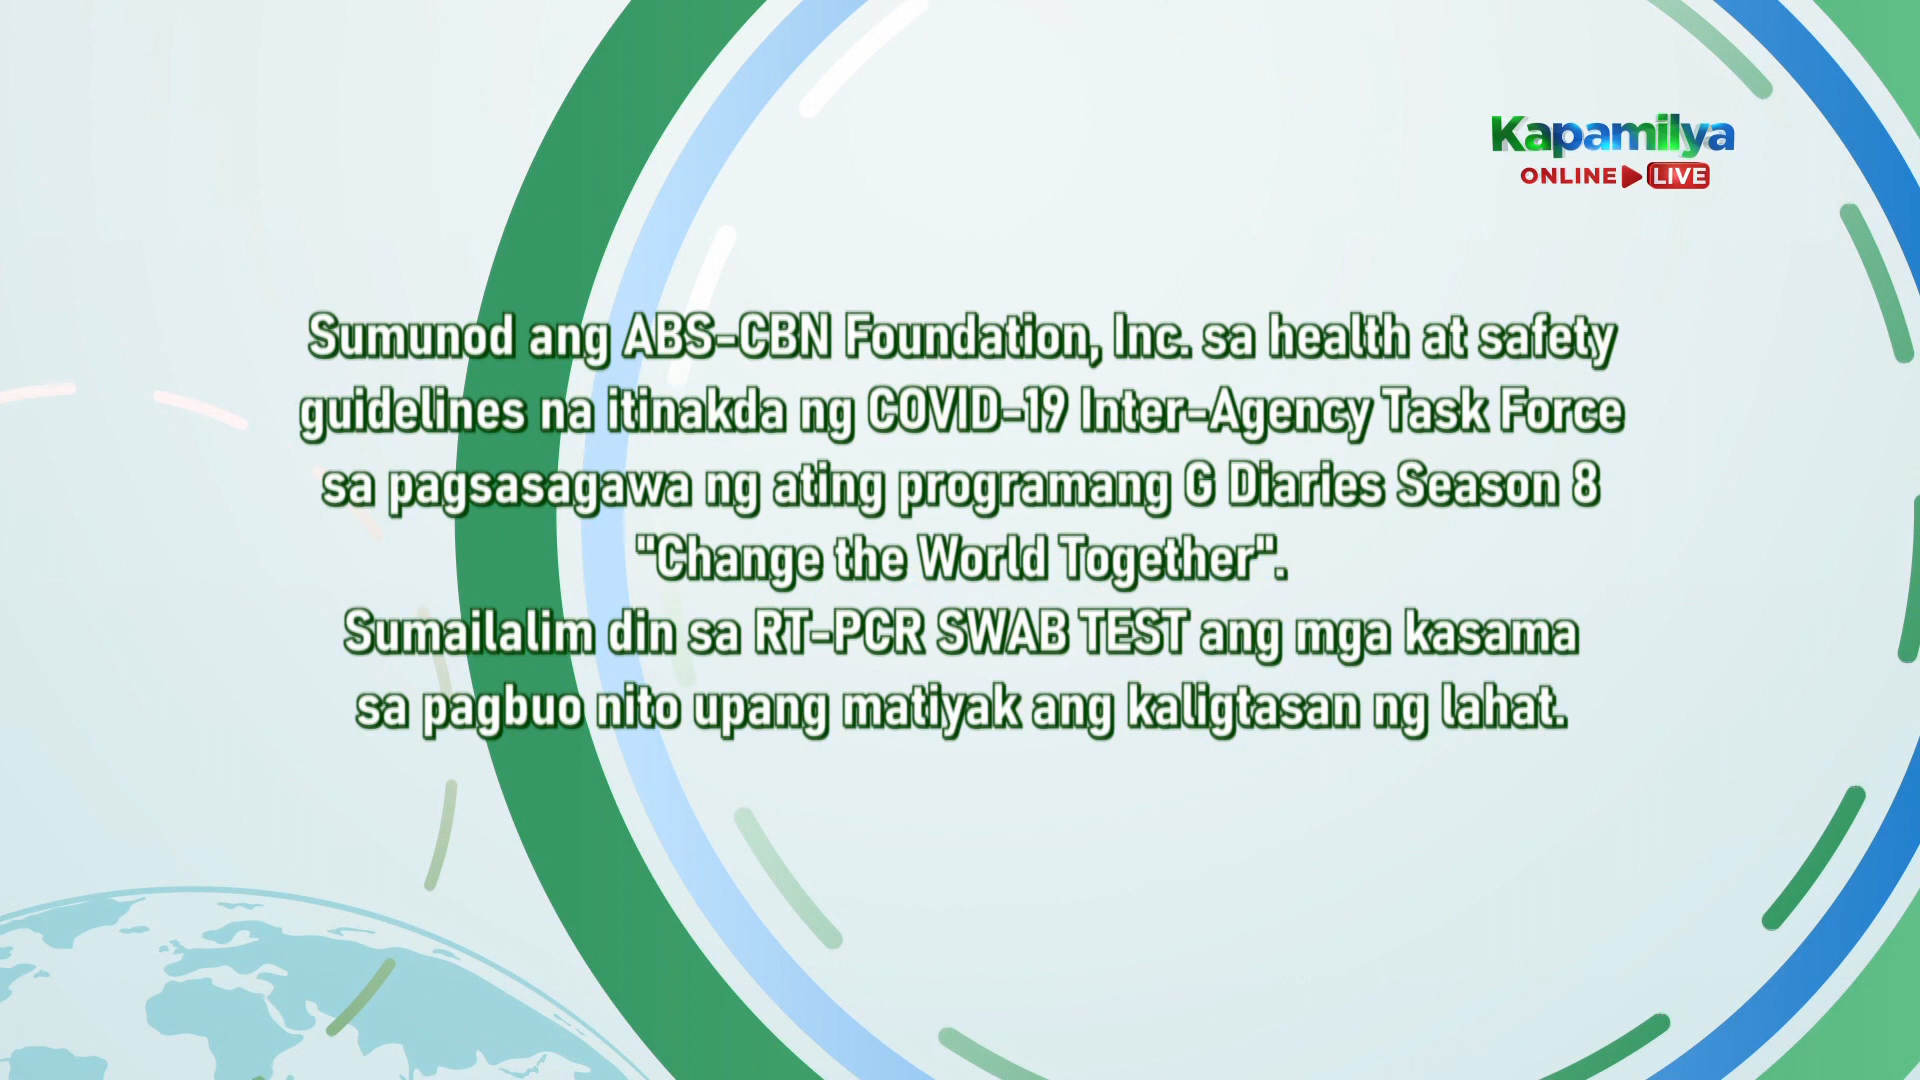 Kapamilya
ONLINE LIVE
Sumunod ang ABS-CBN Foundation, Inc. sa health at safety
guidelines na itinakda ng COVID-19 Inter-Agency Task Force
sa pagsasagawa ng ating programang G Diaries Season 8
"Change the World Together".
Sumailalim din sa RT-PCR SWAB TEST ang mga kasama
sa pagbuo nito upang matiyak ang kaligtasan ng lahat.